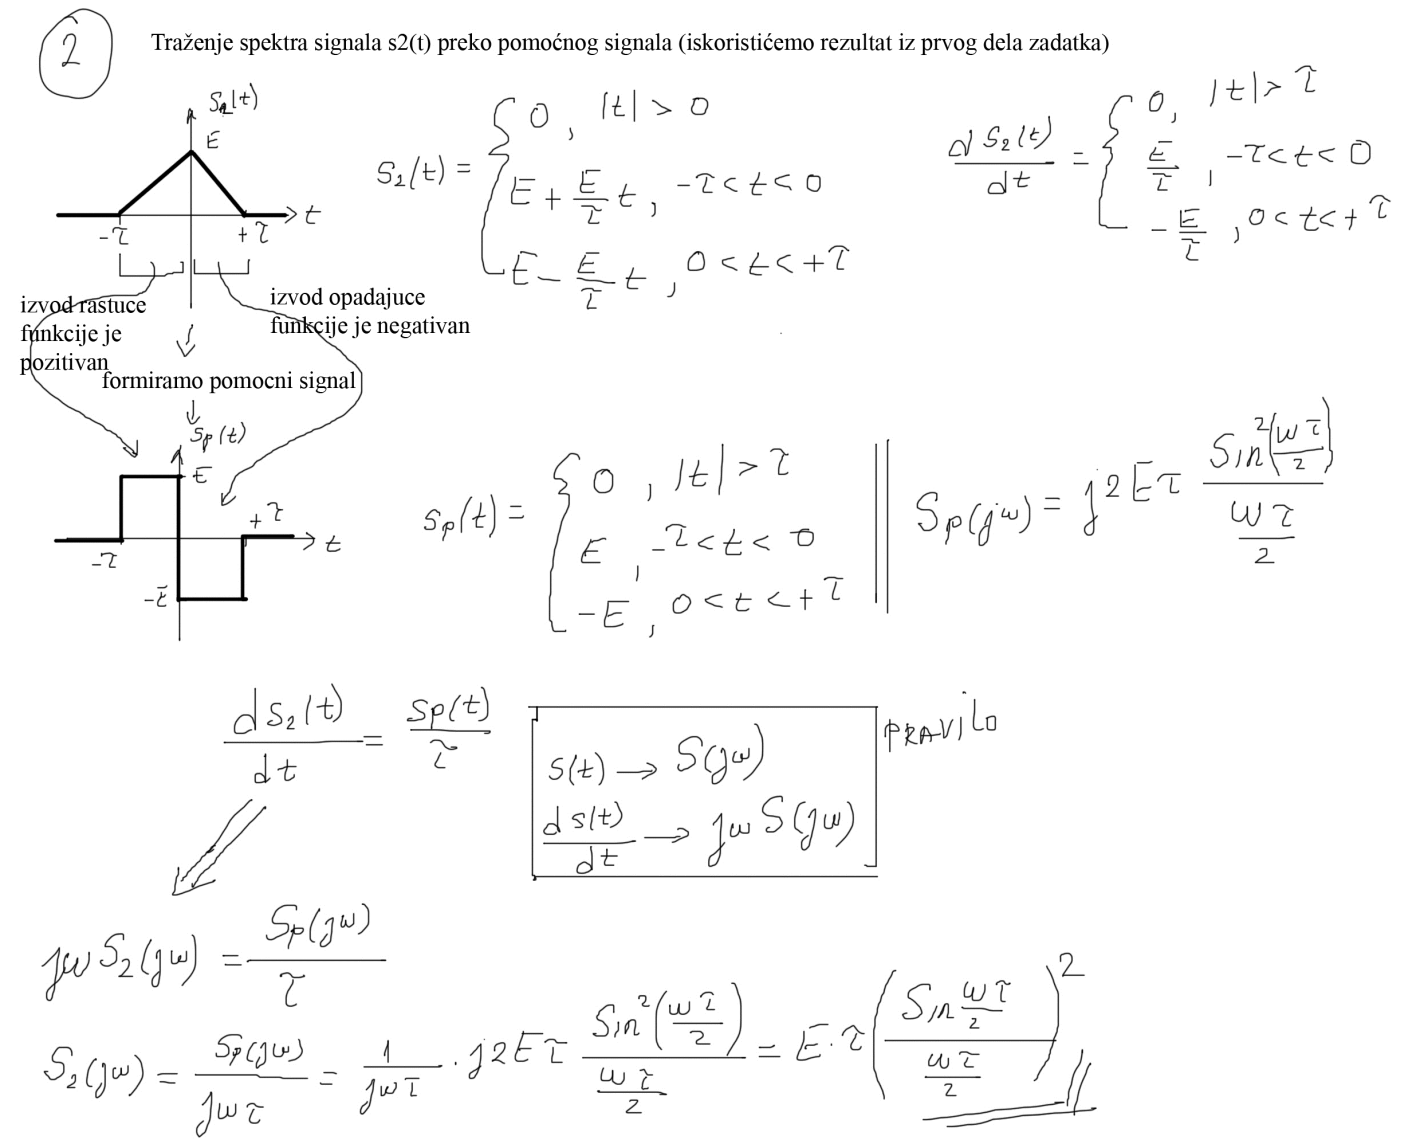 2
Traženje spektra signala s2(t) preko pomoćnog signala (iskoristićemo rezultat iz prvog dela zadatka)
S2(t)
E
-τ +τ t
S2(t) = { 0, |t| > 0
E + E/τ t, -τ < t < 0
E - E/τ t, 0 < t < +τ
dS2(t)/dt = { 0, |t| > τ
E/τ, -τ < t < 0
-E/τ, 0 < t < +τ
izvod rastuce
funkcije je
pozitivan
izvod opadajuce
funkcije je negativan
formiramo pomocni signal
Sp(t)
E
-τ +τ t
Sp(t) = { 0, |t| > τ
E, -τ < t < 0
-E, 0 < t < +τ
Sp(jω) = j2Eτ sin²(ωτ/2) / (ωτ/2)
dS2(t)/dt = Sp(t)/τ
s(t) → S(jω)
ds(t)/dt → jω S(jω)
PRAVILO
jω S2(jω) = Sp(jω)/τ
S2(jω) = Sp(jω)/(jωτ) = 1/(jωτ) · j2Eτ sin²(ωτ/2) / (ωτ/2) = E·τ (sin ωτ/2 / (ωτ/2))²